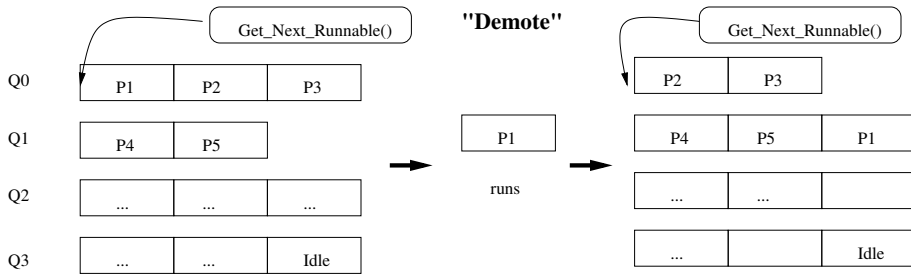 "Demote"
Get_Next_Runnable()
Get_Next_Runnable()
Q0 P1 P2 P3
P2 P3
Q1 P4 P5
P1
P4 P5 P1
runs
Q2 ... ... ...
... ...
Q3 ... ... Idle
... Idle